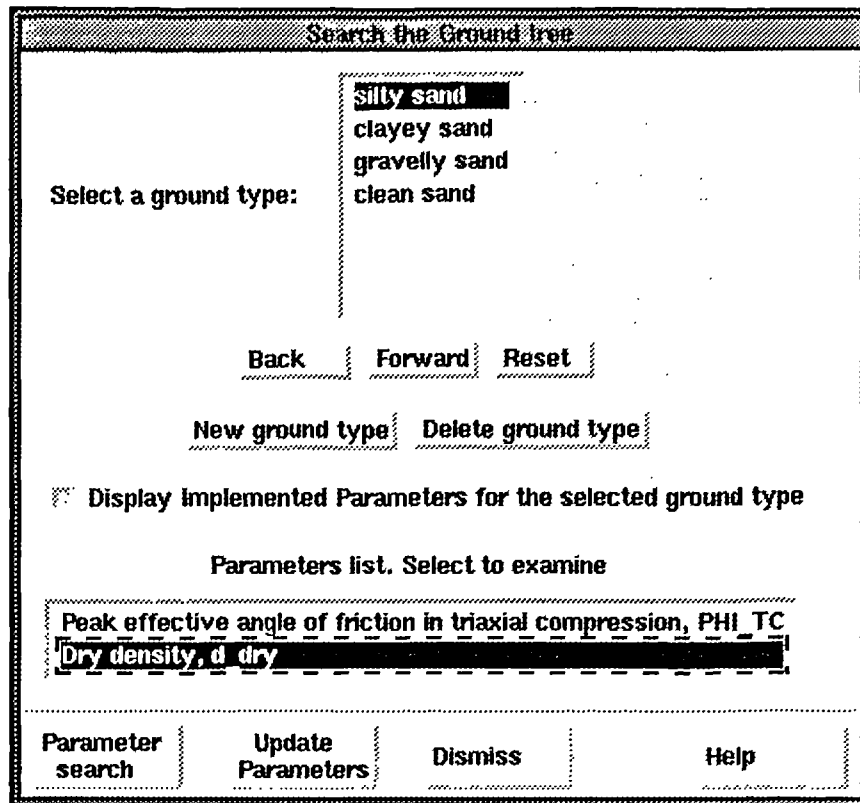 Search the Ground tree
silty sand
clayey sand
gravelly sand
Select a ground type: clean sand
Back Forward Reset
New ground type Delete ground type
Display Implemented Parameters for the selected ground type
Parameters list. Select to examine
Peak effective angle of friction in triaxial compression, PHI_TC
Dry density, d_dry
Parameter search
Update Parameters
Dismiss
Help